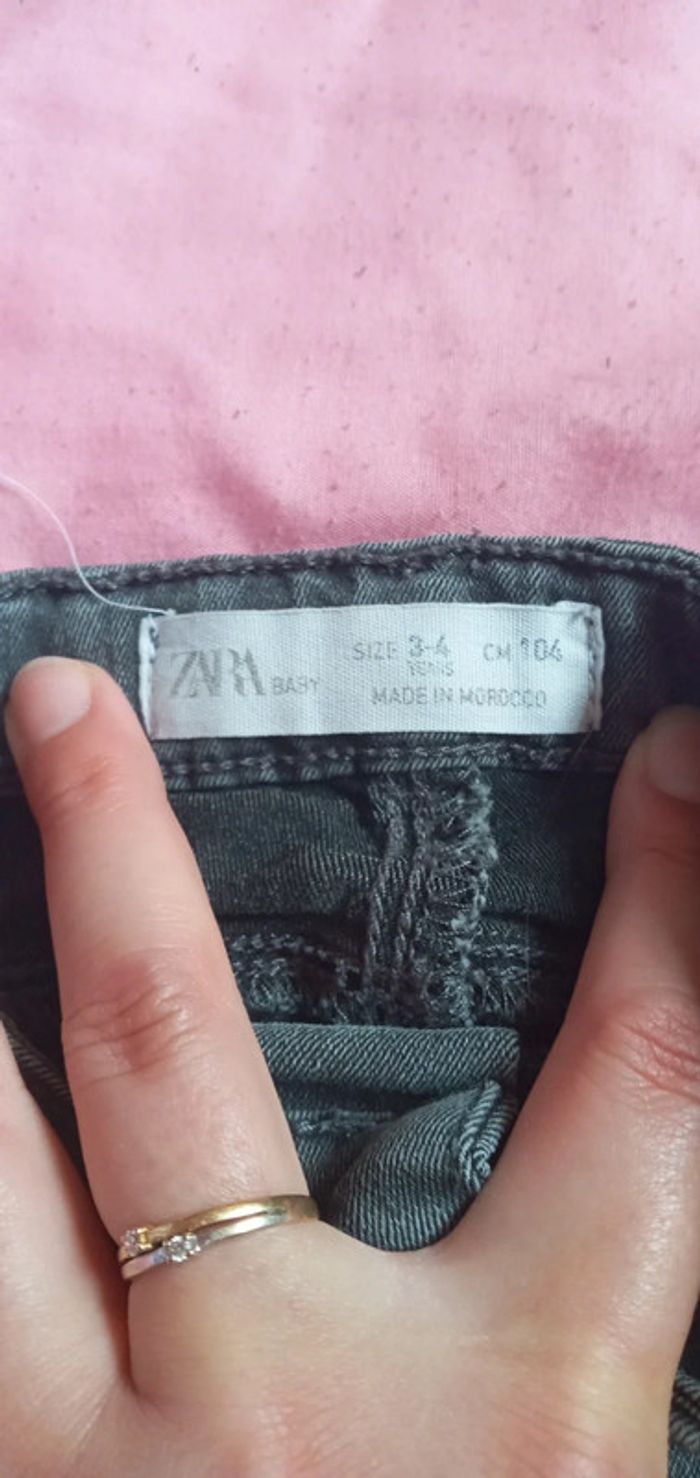 ZARA BABY SIZE 3-4 CM 104
YEARS
MADE IN MOROCCO